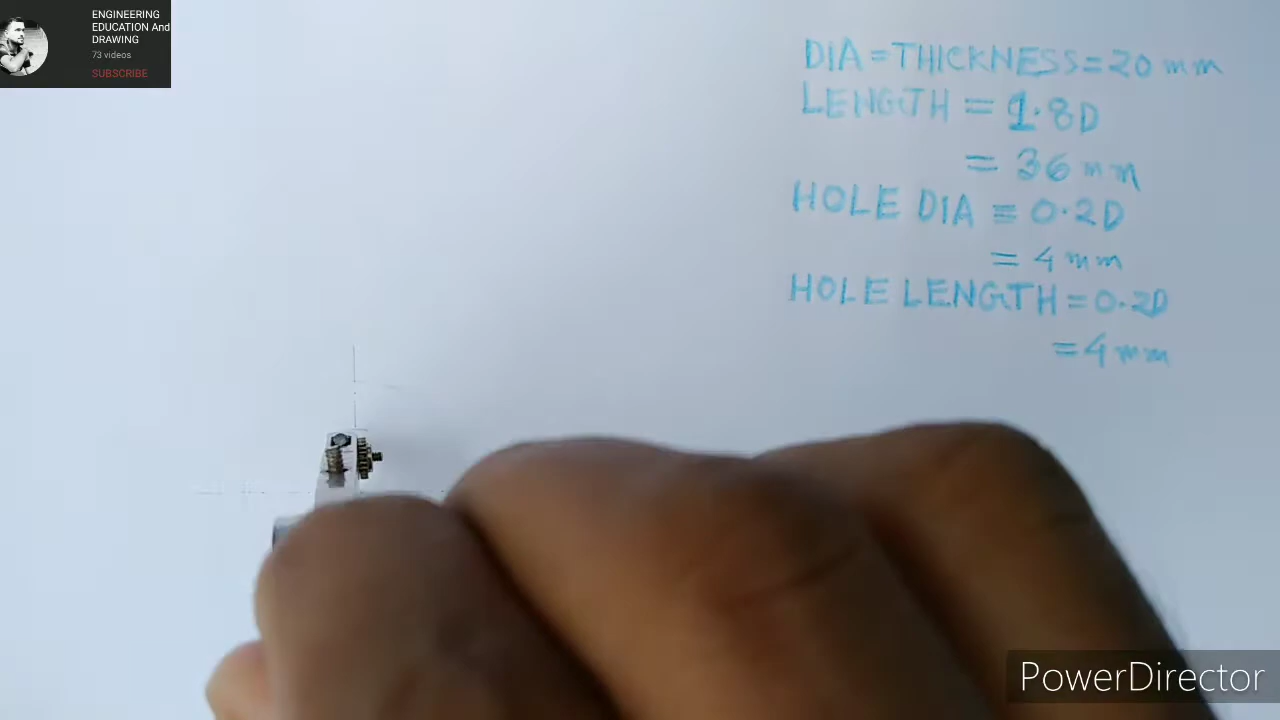 ENGINEERING
EDUCATION And
DRAWING
73 videos
SUBSCRIBE
DIA = THICKNESS = 20 mm
LENGTH = 1.8D
= 36 mm
HOLE DIA = 0.2D
= 4 mm
HOLE LENGTH = 0.2D
= 4 mm
PowerDirector